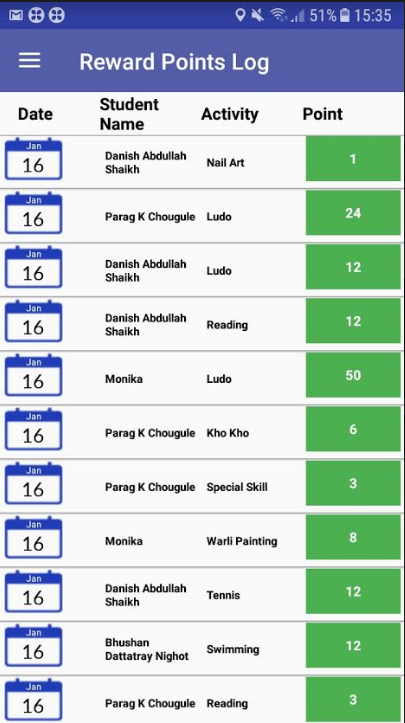 51% 15:35
Reward Points Log
Date Student Name Activity Point
Jan 16 Danish Abdullah Shaikh Nail Art 1
Jan 16 Parag K Chougule Ludo 24
Jan 16 Danish Abdullah Shaikh Ludo 12
Jan 16 Danish Abdullah Shaikh Reading 12
Jan 16 Monika Ludo 50
Jan 16 Parag K Chougule Kho Kho 6
Jan 16 Parag K Chougule Special Skill 3
Jan 16 Monika Warli Painting 8
Jan 16 Danish Abdullah Shaikh Tennis 12
Jan 16 Bhushan Dattatray Nighot Swimming 12
Jan 16 Parag K Chougule Reading 3